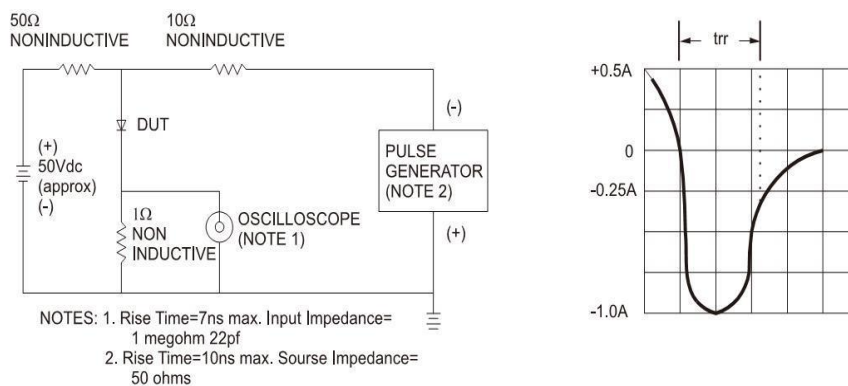 50Ω
NONINDUCTIVE
10Ω
NONINDUCTIVE
DUT
(+)
50Vdc
(approx)
(-)
1Ω
NON
INDUCTIVE
OSCILLOSCOPE
(NOTE 1)
(-)
PULSE
GENERATOR
(NOTE 2)
(+)
NOTES: 1. Rise Time=7ns max. Input Impedance=
1 megohm 22pf
2. Rise Time=10ns max. Sourse Impedance=
50 ohms
trr
+0.5A
0
-0.25A
-1.0A